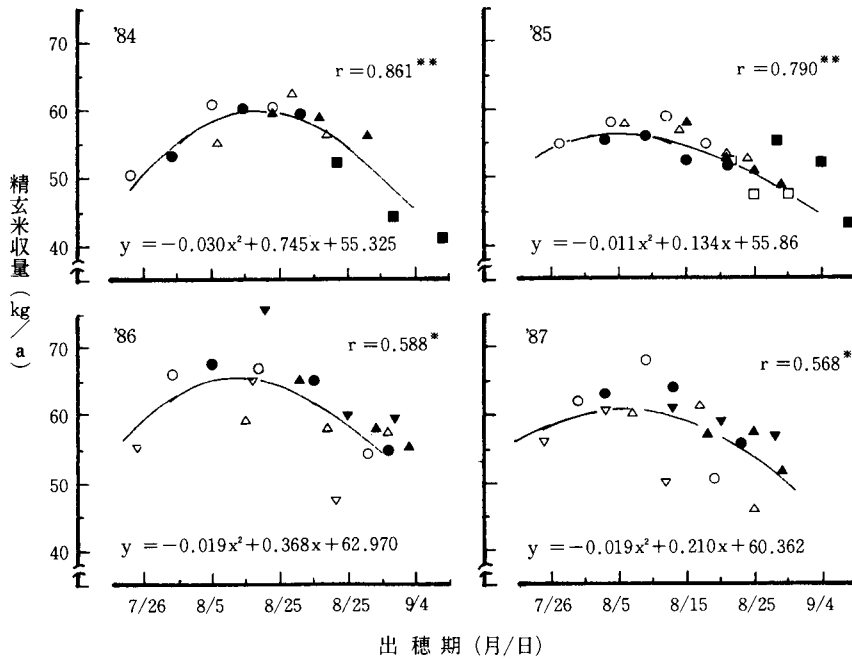 '84
r=0.861**
y=-0.030x²+0.745x+55.325
'85
r=0.790**
y=-0.011x²+0.134x+55.86
'86
r=0.588*
y=-0.019x²+0.368x+62.970
'87
r=0.568*
y=-0.019x²+0.210x+60.362
70
60
50
40
70
60
50
40
精玄米収量(kg/a)
7/26 8/5 8/25 8/25 9/4
7/26 8/5 8/15 8/25 9/4
出穂期(月/日)